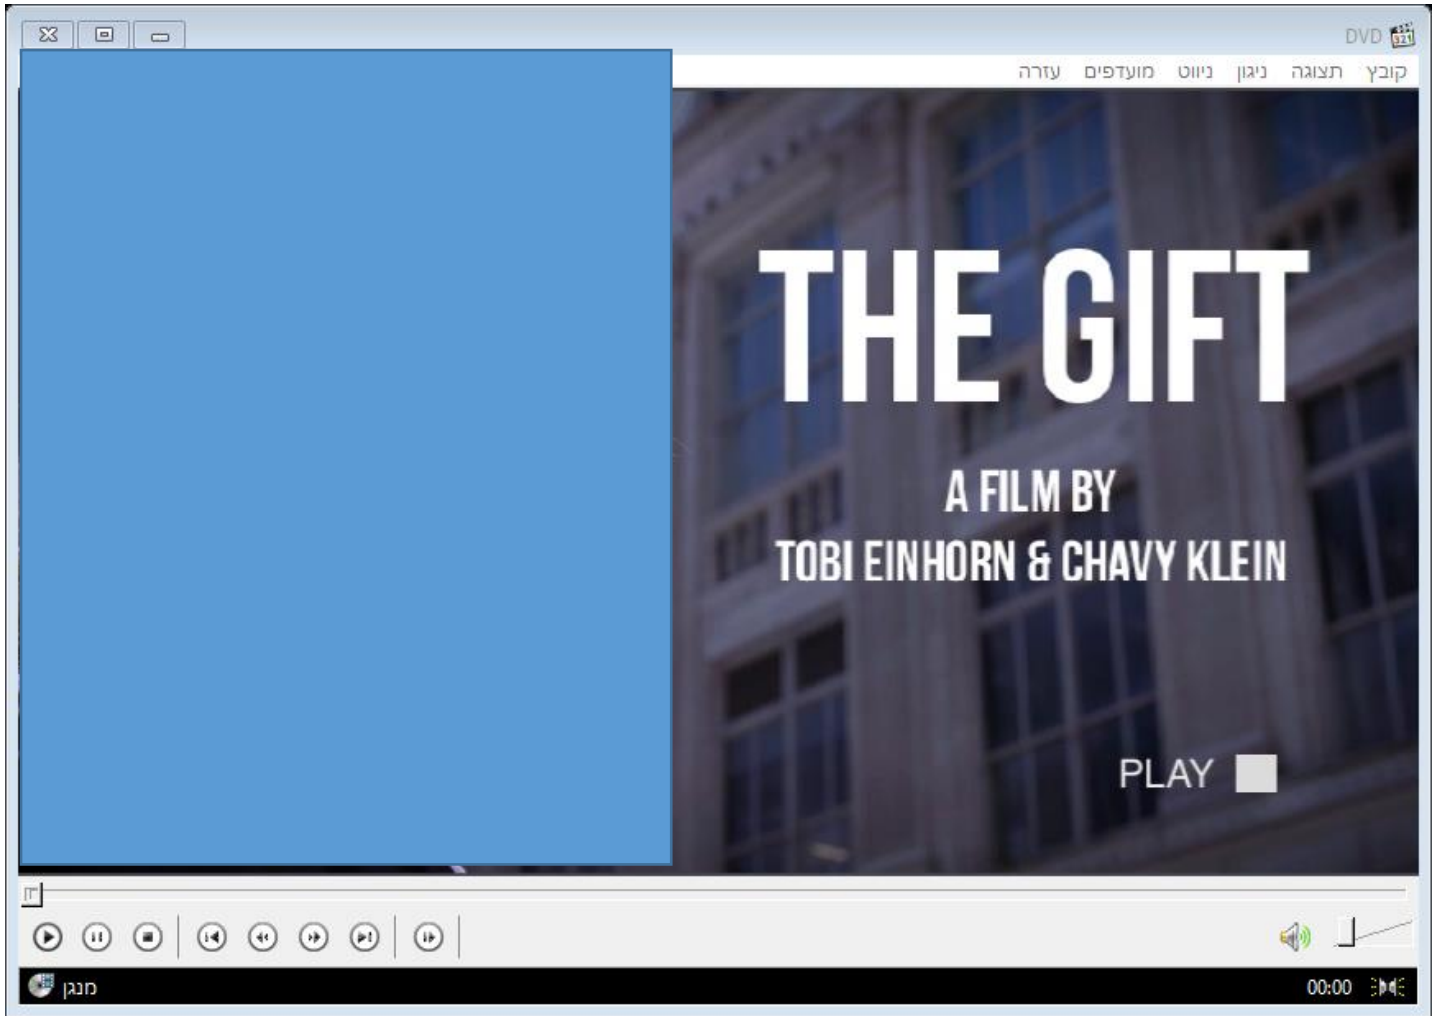 DVD
קובץ תצוגה ניגון ניווט מועדפים עזרה
THE GIFT
A FILM BY
TOBI EINHORN & CHAVY KLEIN
PLAY
מנגן
00:00